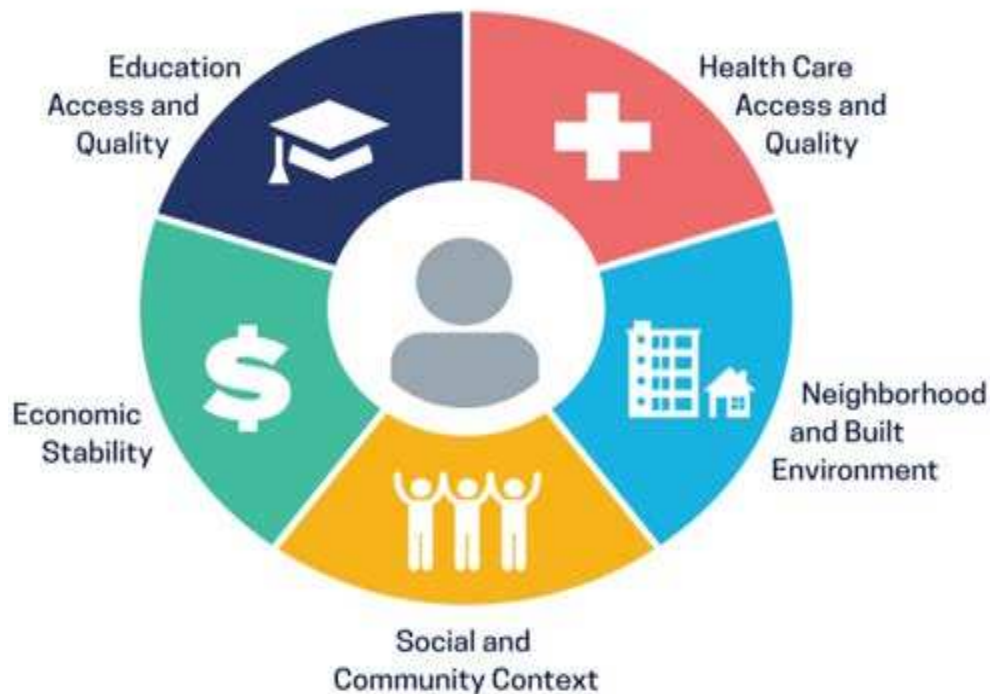 Education
Access and
Quality
Health Care
Access and
Quality
Economic
Stability
Neighborhood
and Built
Environment
Social and
Community Context